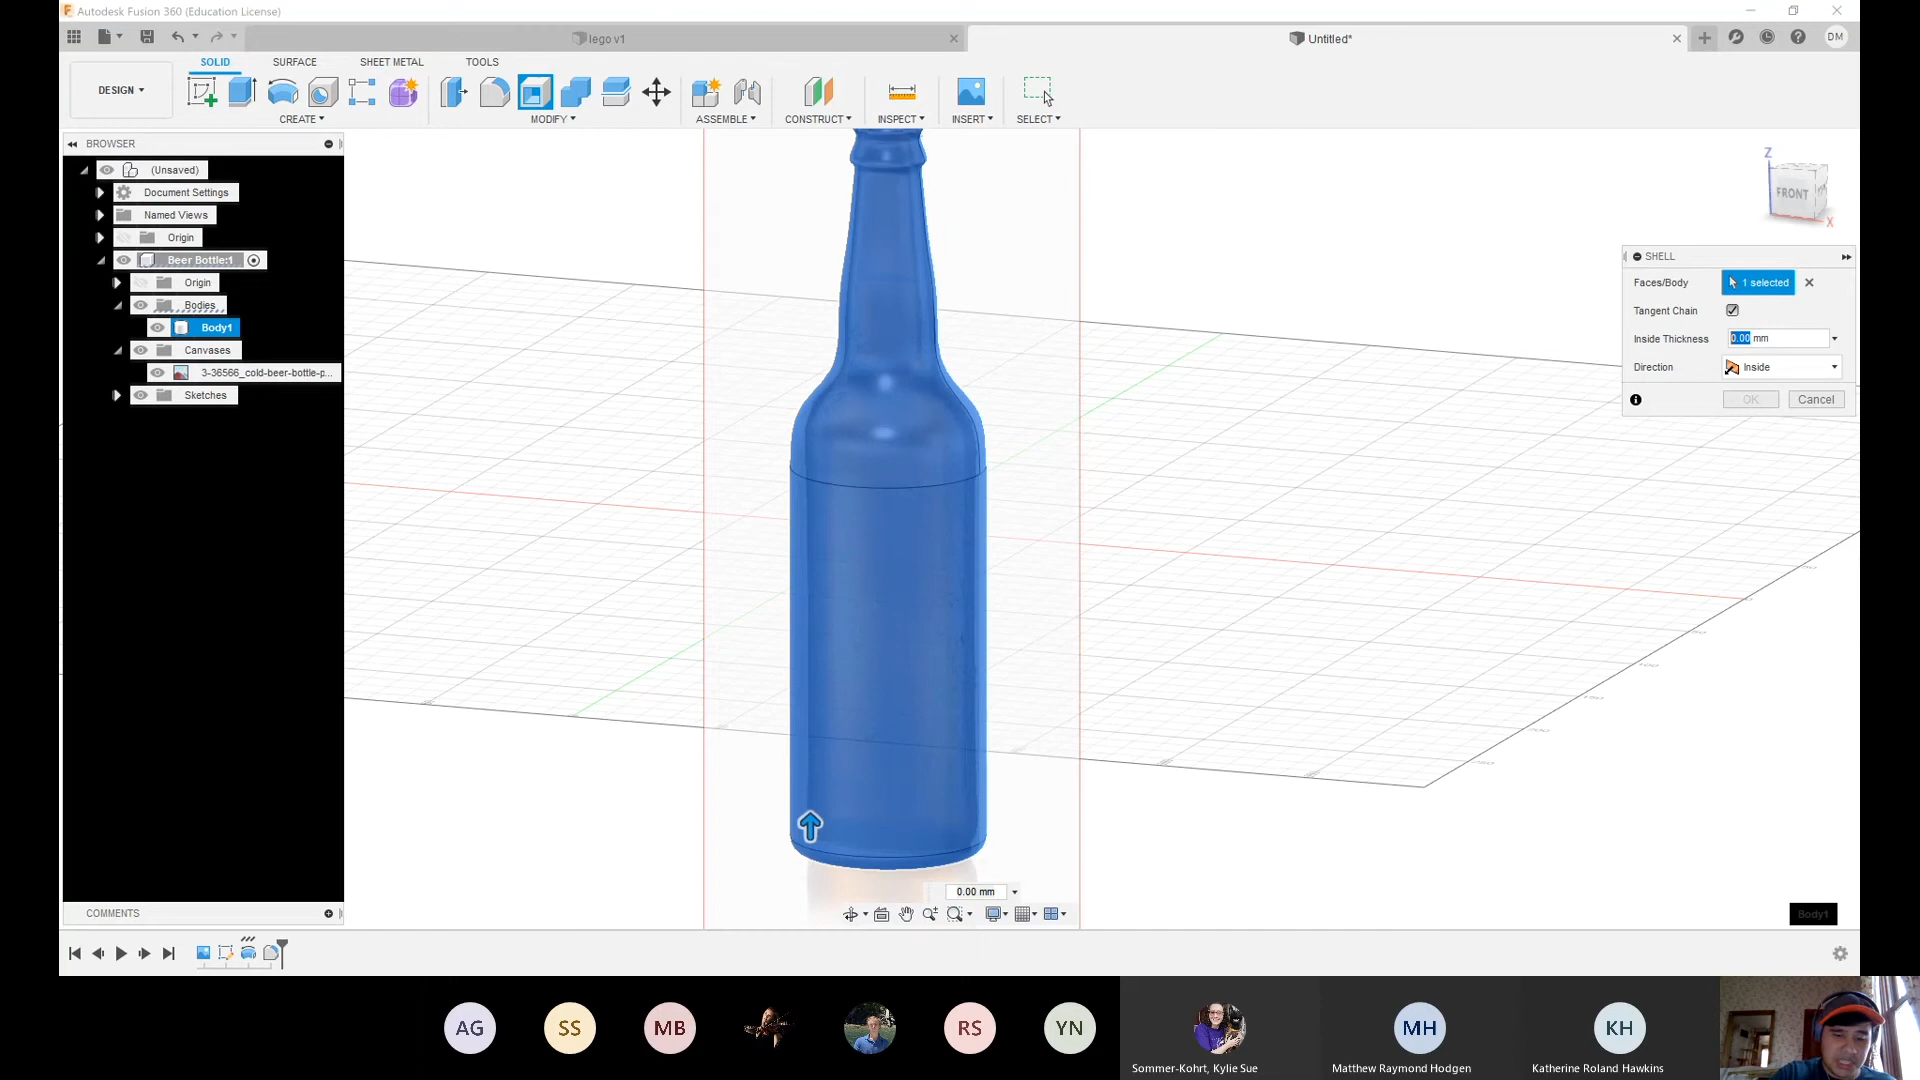 Autodesk Fusion 360 (Education License)
lego v1
Untitled*
DM
SOLID SURFACE SHEET METAL TOOLS
DESIGN
CREATE MODIFY ASSEMBLE CONSTRUCT INSPECT INSERT SELECT
BROWSER
(Unsaved)
Document Settings
Named Views
Origin
Beer Bottle:1
Origin
Bodies
Body1
Canvases
3-36566_cold-beer-bottle-p...
Sketches
Z
FRONT
X
SHELL
Faces/Body 1 selected
Tangent Chain
Inside Thickness 0.00 mm
Direction Inside
OK Cancel
0.00 mm
Body1
COMMENTS
AG SS MB RS YN MH KH
Sommer-Kohrt, Kylie Sue
Matthew Raymond Hodgen
Katherine Roland Hawkins